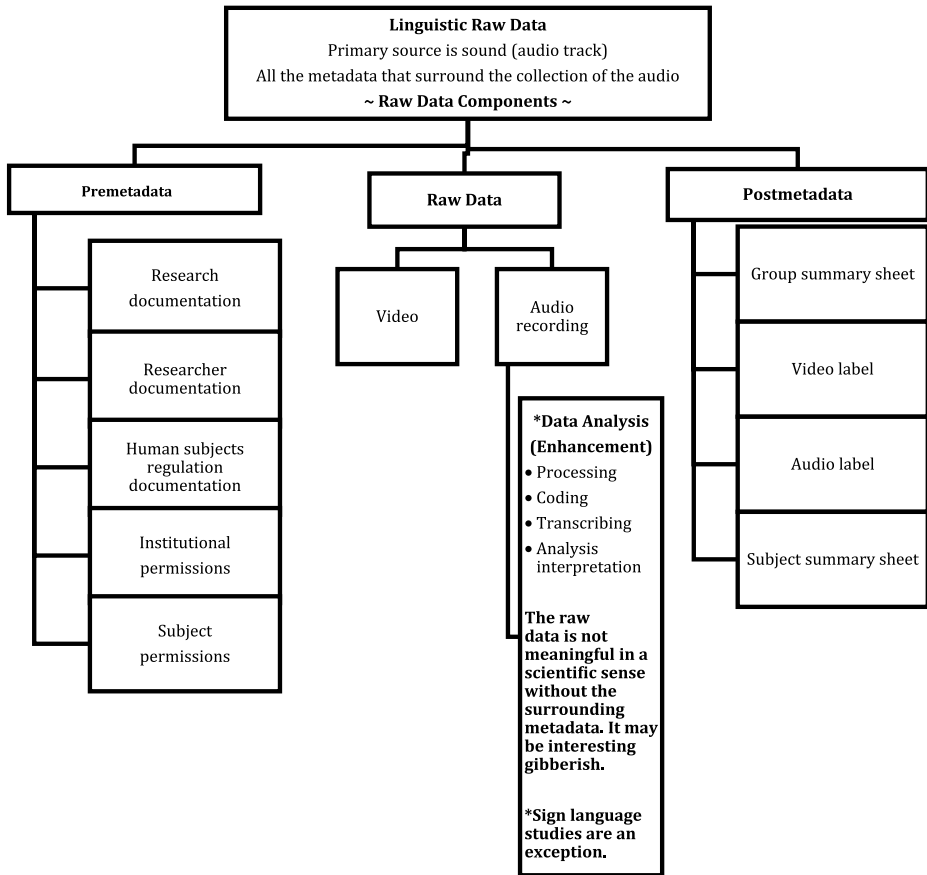 Linguistic Raw Data
Primary source is sound (audio track)
All the metadata that surround the collection of the audio
~ Raw Data Components ~
Premetadata
Research
documentation
Researcher
documentation
Human subjects
regulation
documentation
Institutional
permissions
Subject
permissions
Raw Data
Video
Audio
recording
*Data Analysis
(Enhancement)
• Processing
• Coding
• Transcribing
• Analysis
interpretation
The raw
data is not
meaningful in a
scientific sense
without the
surrounding
metadata. It may
be interesting
gibberish.
*Sign language
studies are an
exception.
Postmetadata
Group summary sheet
Video label
Audio label
Subject summary sheet